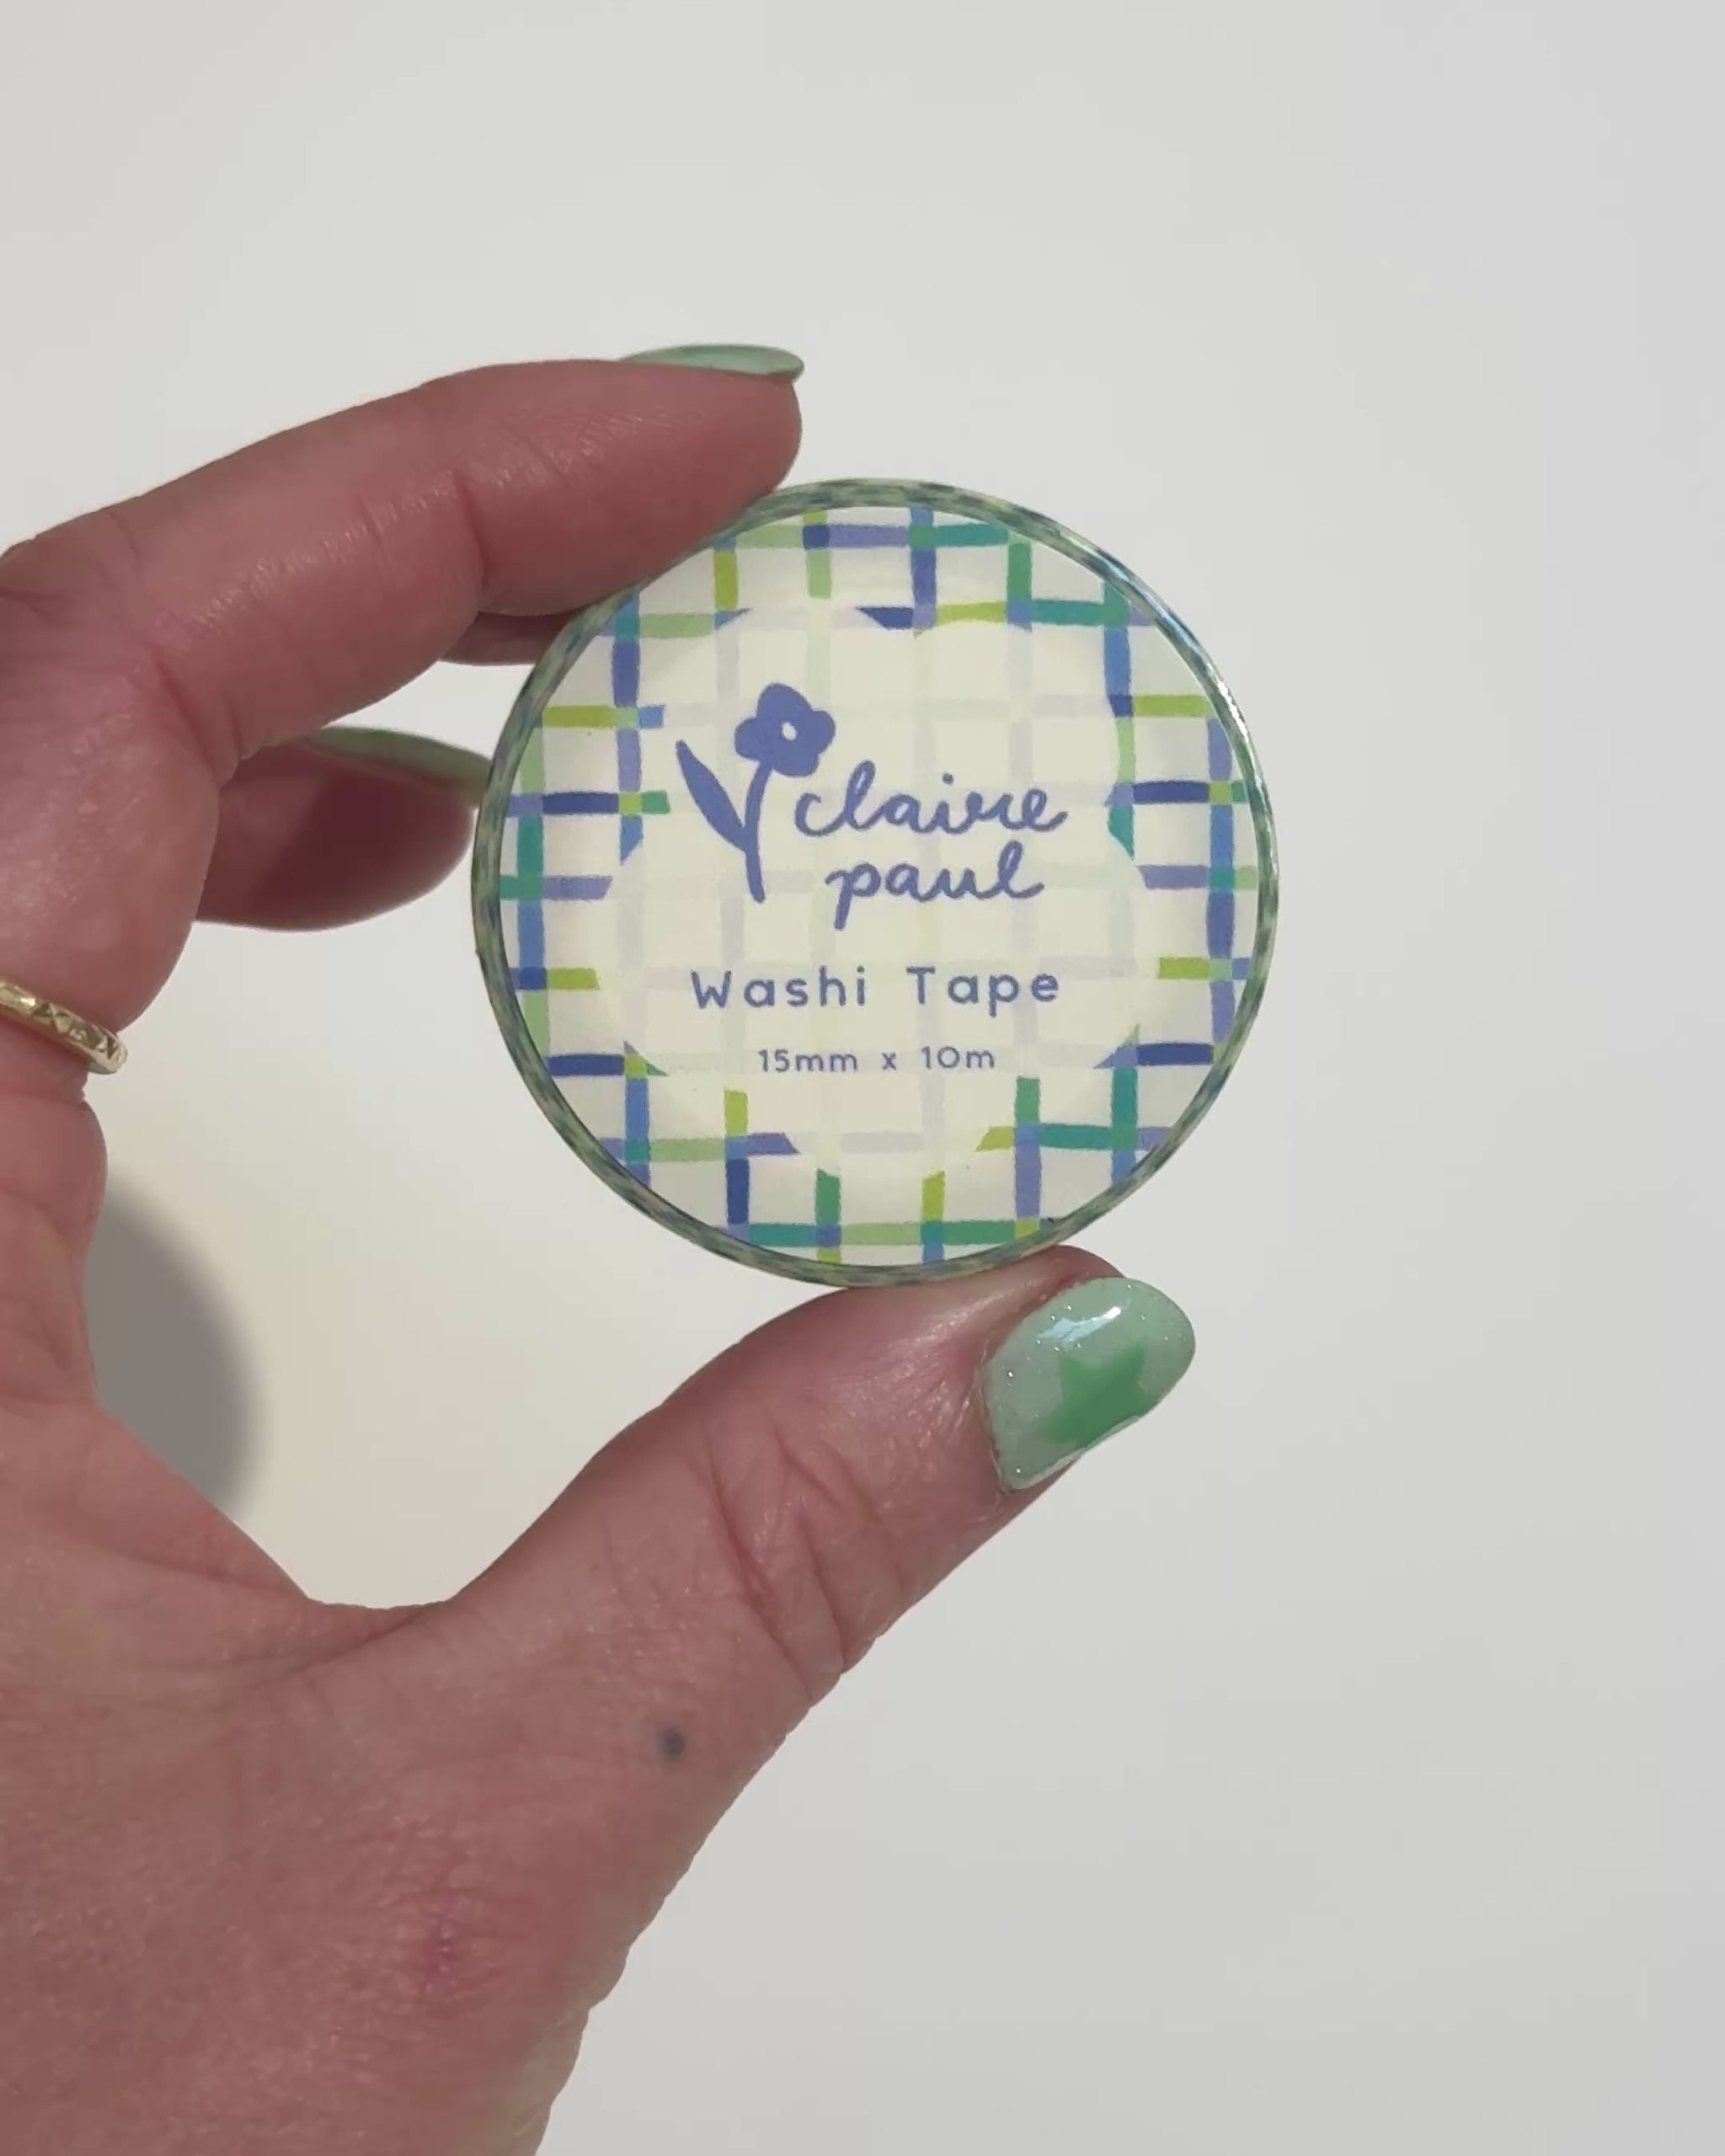 claire
paul
Washi Tape
15mm x 10m